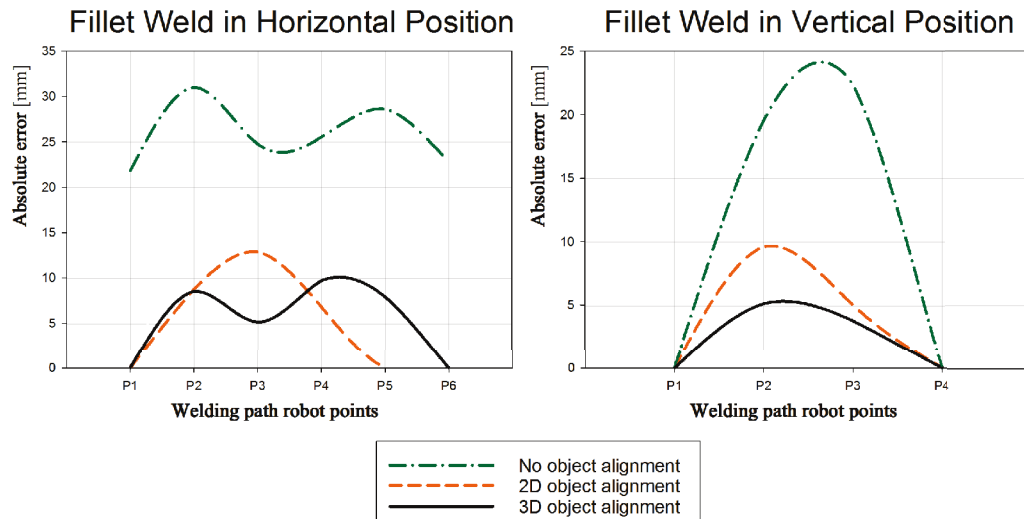 Fillet Weld in Horizontal Position
Absolute error [mm]
35
30
25
20
15
10
5
0
P1 P2 P3 P4 P5 P6
Welding path robot points
Fillet Weld in Vertical Position
Absolute error [mm]
25
20
15
10
5
0
P1 P2 P3 P4
Welding path robot points
No object alignment
2D object alignment
3D object alignment